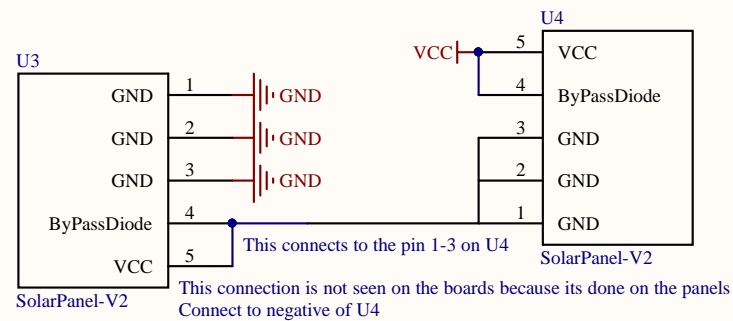 U4
VCC
5
VCC
4
ByPassDiode
3
GND
2
GND
1
GND
SolarPanel-V2
U3
GND
1
GND
GND
2
GND
GND
3
GND
ByPassDiode
4
VCC
5
SolarPanel-V2
This connects to the pin 1-3 on U4
This connection is not seen on the boards because its done on the panels
Connect to negative of U4